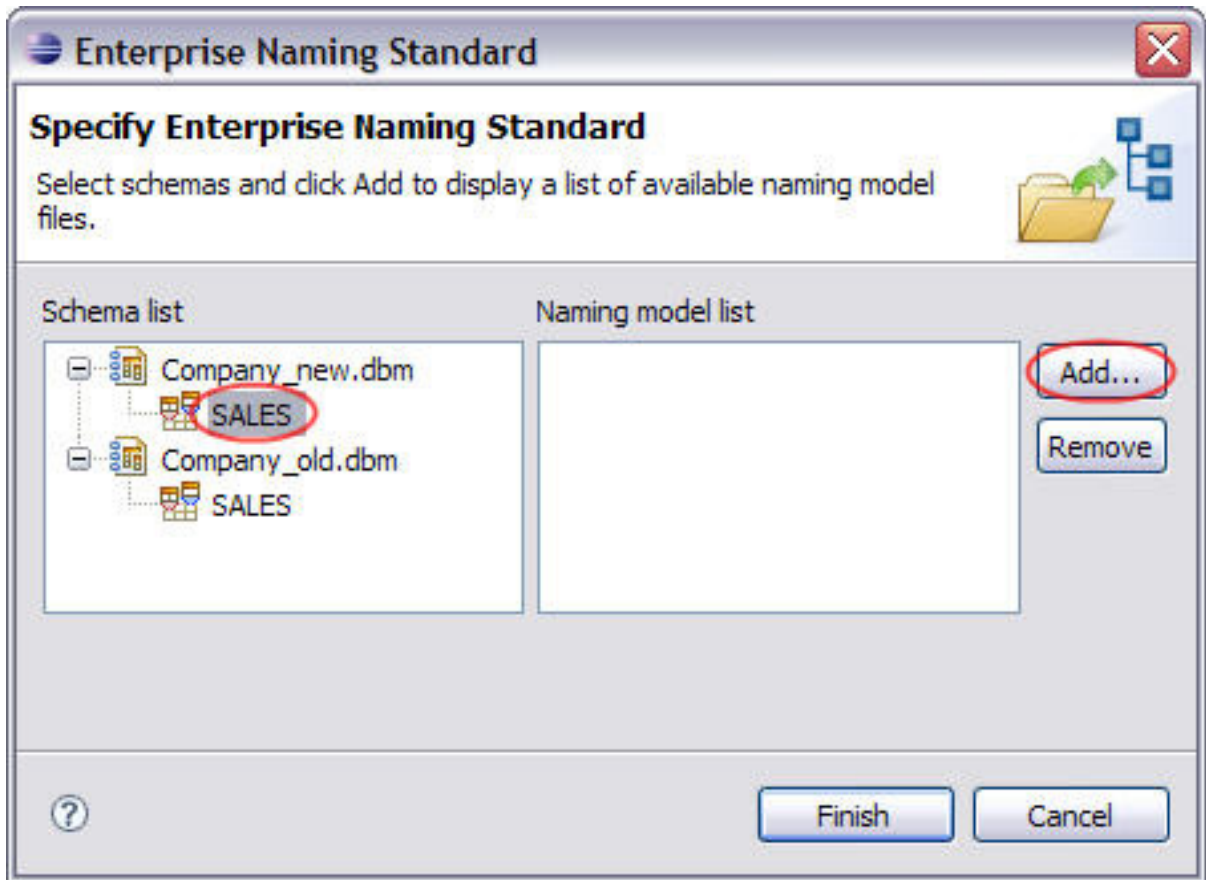 Enterprise Naming Standard
Specify Enterprise Naming Standard
Select schemas and click Add to display a list of available naming model
files.
Schema list
Naming model list
Company_new.dbm
SALES
Company_old.dbm
SALES
Add...
Remove
?
Finish
Cancel